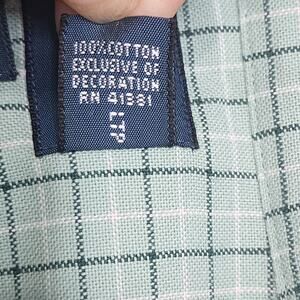 100% COTTON
EXCLUSIVE OF
DECORATION
RN 41381
LTP